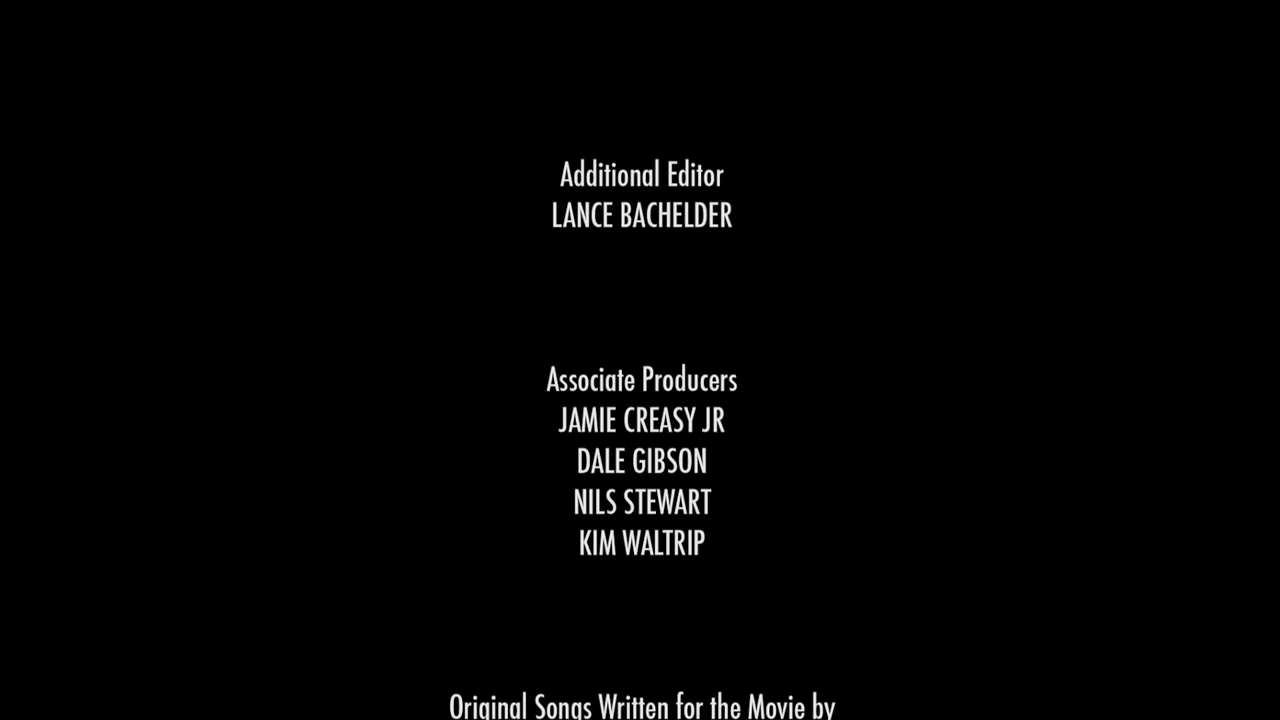 Additional Editor
LANCE BACHELDER
Associate Producers
JAMIE CREASY JR
DALE GIBSON
NILS STEWART
KIM WALTRIP
Original Songs Written for the Movie by